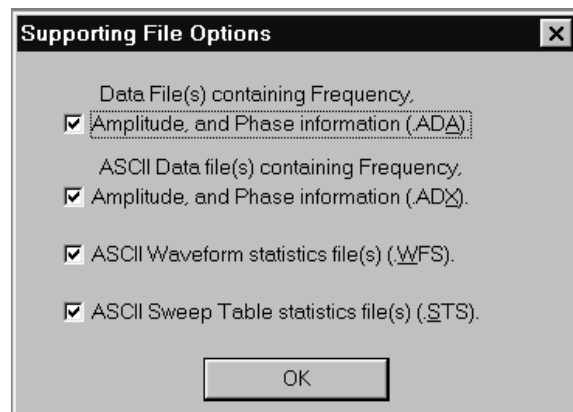 Supporting File Options
Data File(s) containing Frequency,
Amplitude, and Phase information (.ADA).
ASCII Data file(s) containing Frequency,
Amplitude, and Phase information (.ADX).
ASCII Waveform statistics file(s) (.WFS).
ASCII Sweep Table statistics file(s) (.STS).
OK